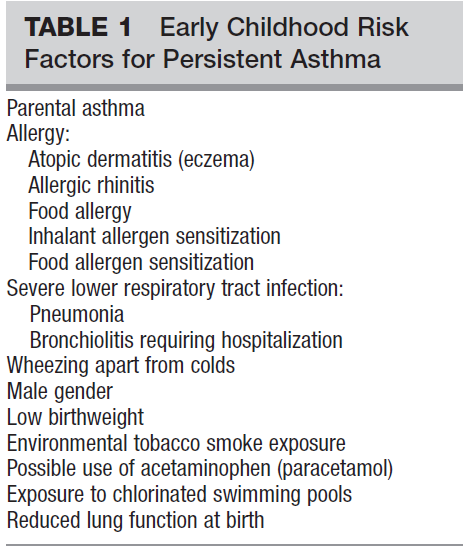 TABLE 1 Early Childhood Risk
Factors for Persistent Asthma
Parental asthma
Allergy:
Atopic dermatitis (eczema)
Allergic rhinitis
Food allergy
Inhalant allergen sensitization
Food allergen sensitization
Severe lower respiratory tract infection:
Pneumonia
Bronchiolitis requiring hospitalization
Wheezing apart from colds
Male gender
Low birthweight
Environmental tobacco smoke exposure
Possible use of acetaminophen (paracetamol)
Exposure to chlorinated swimming pools
Reduced lung function at birth